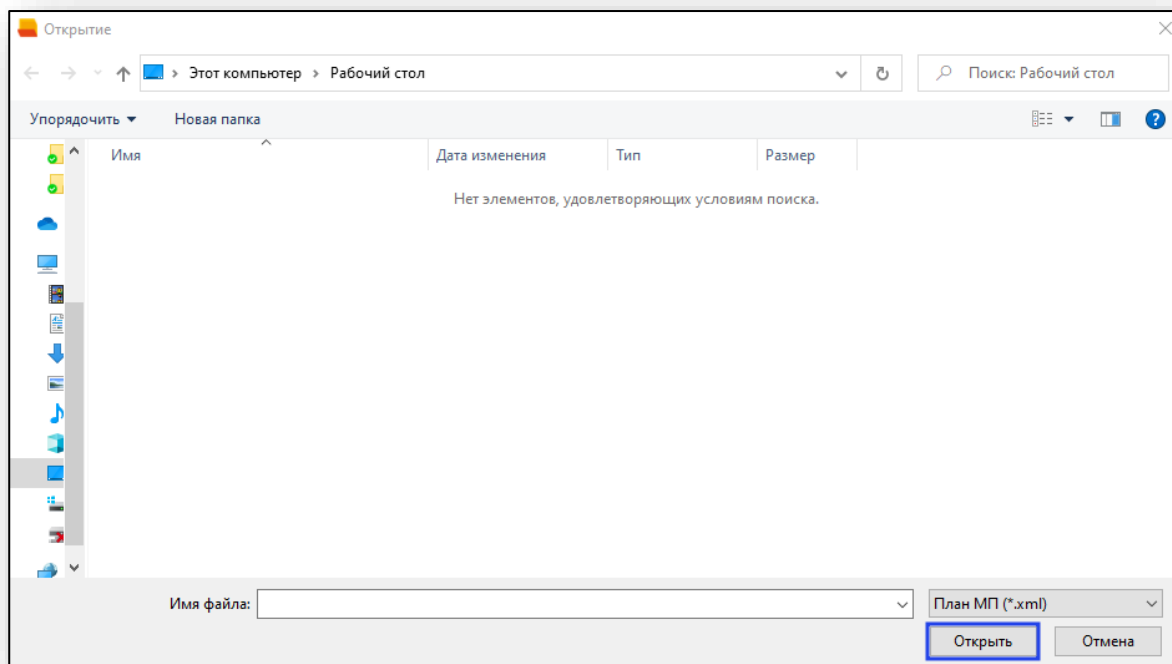 Открытие
Этот компьютер > Рабочий стол
Поиск: Рабочий стол
Упорядочить Новая папка
?
Имя Дата изменения Тип Размер
Нет элементов, удовлетворяющих условиям поиска.
Имя файла: План МП (*.xml)
Открыть Отмена